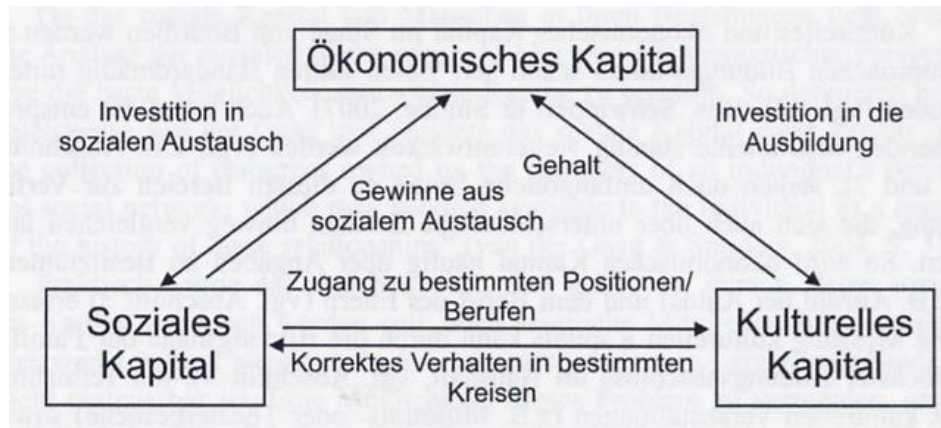 Ökonomisches Kapital
Investition in
sozialen Austausch
Investition in die
Ausbildung
Gehalt
Gewinne aus
sozialem Austausch
Zugang zu bestimmten Positionen/
Berufen
Soziales
Kapital
Kulturelles
Kapital
Korrektes Verhalten in bestimmten
Kreisen